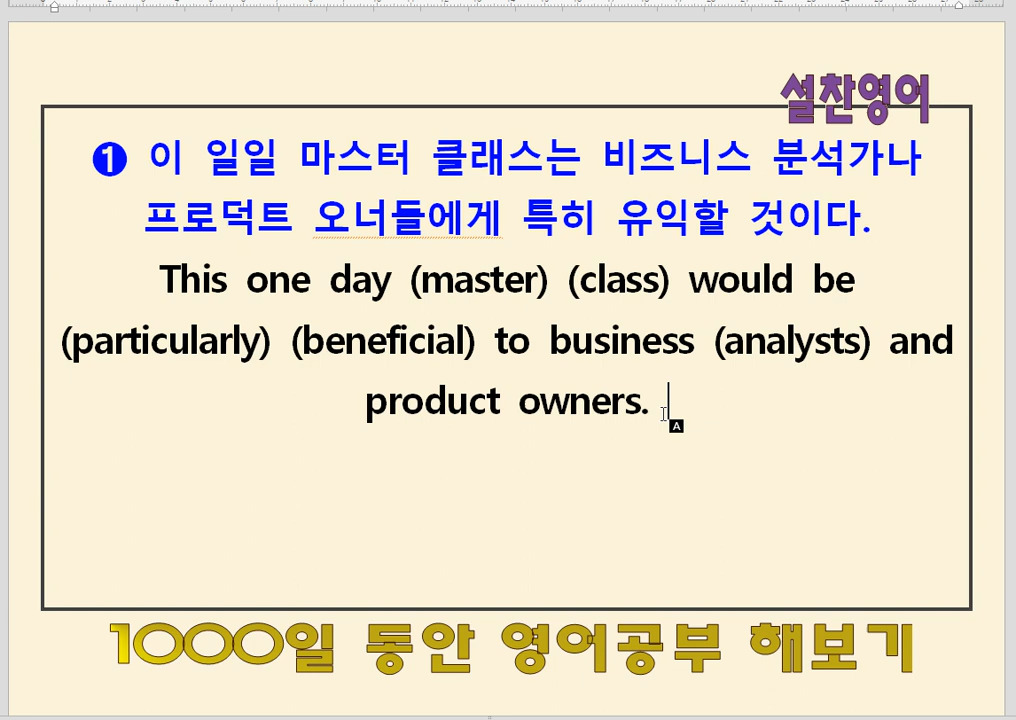 설찬영어
❶ 이 일일 마스터 클래스는 비즈니스 분석가나
프로덕트 오너들에게 특히 유익할 것이다.
This one day (master) (class) would be
(particularly) (beneficial) to business (analysts) and
product owners.
A
1000일 동안 영어공부 해보기